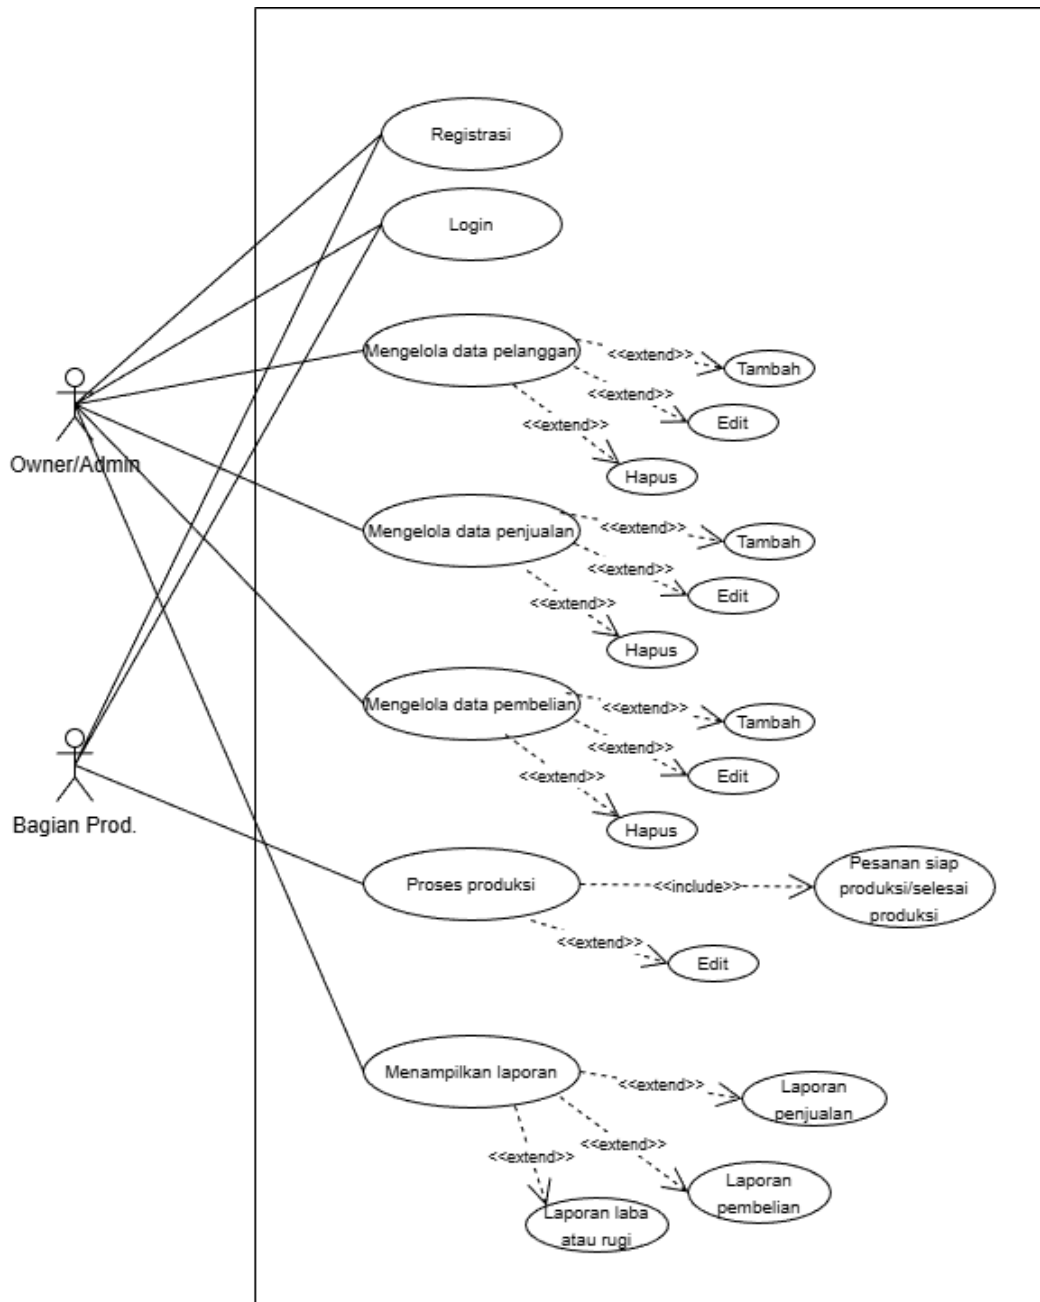 Registrasi
Login
Mengelola data pelanggan
<<extend>>
Tambah
<<extend>>
Edit
<<extend>>
Hapus
Owner/Admin
Mengelola data penjualan
<<extend>>
Tambah
<<extend>>
Edit
<<extend>>
Hapus
Mengelola data pembelian
<<extend>>
Tambah
<<extend>>
Edit
<<extend>>
Hapus
Bagian Prod.
Proses produksi
<<include>>
Pesanan siap
produksi/selesai
produksi
<<extend>>
Edit
Menampilkan laporan
<<extend>>
Laporan
penjualan
<<extend>>
Laporan
pembelian
<<extend>>
Laporan laba
atau rugi